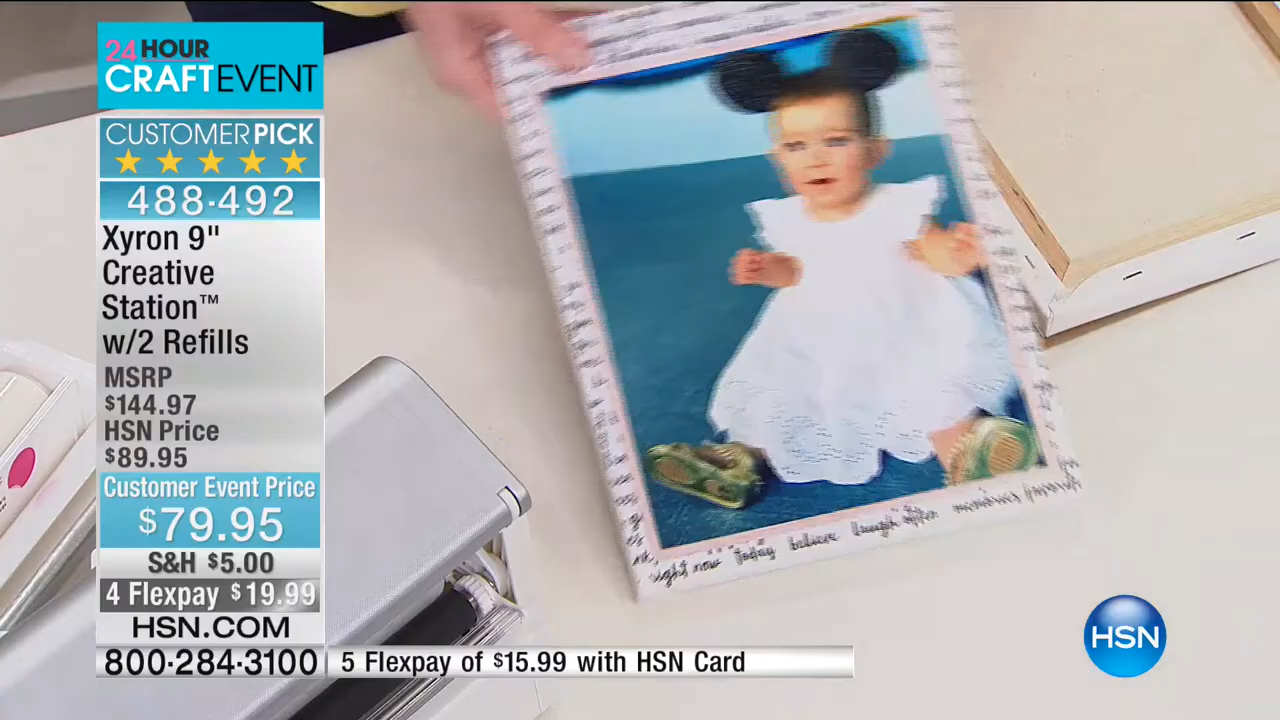 24 HOUR
CRAFT EVENT
CUSTOMER PICK
488-492
Xyron 9"
Creative
Station™
w/2 Refills
MSRP
$144.97
HSN Price
$89.95
Customer Event Price
$79.95
S&H $5.00
4 Flexpay $19.99
HSN.COM
800-284-3100
5 Flexpay of $15.99 with HSN Card
HSN
right now today believe laugh often memories favorite